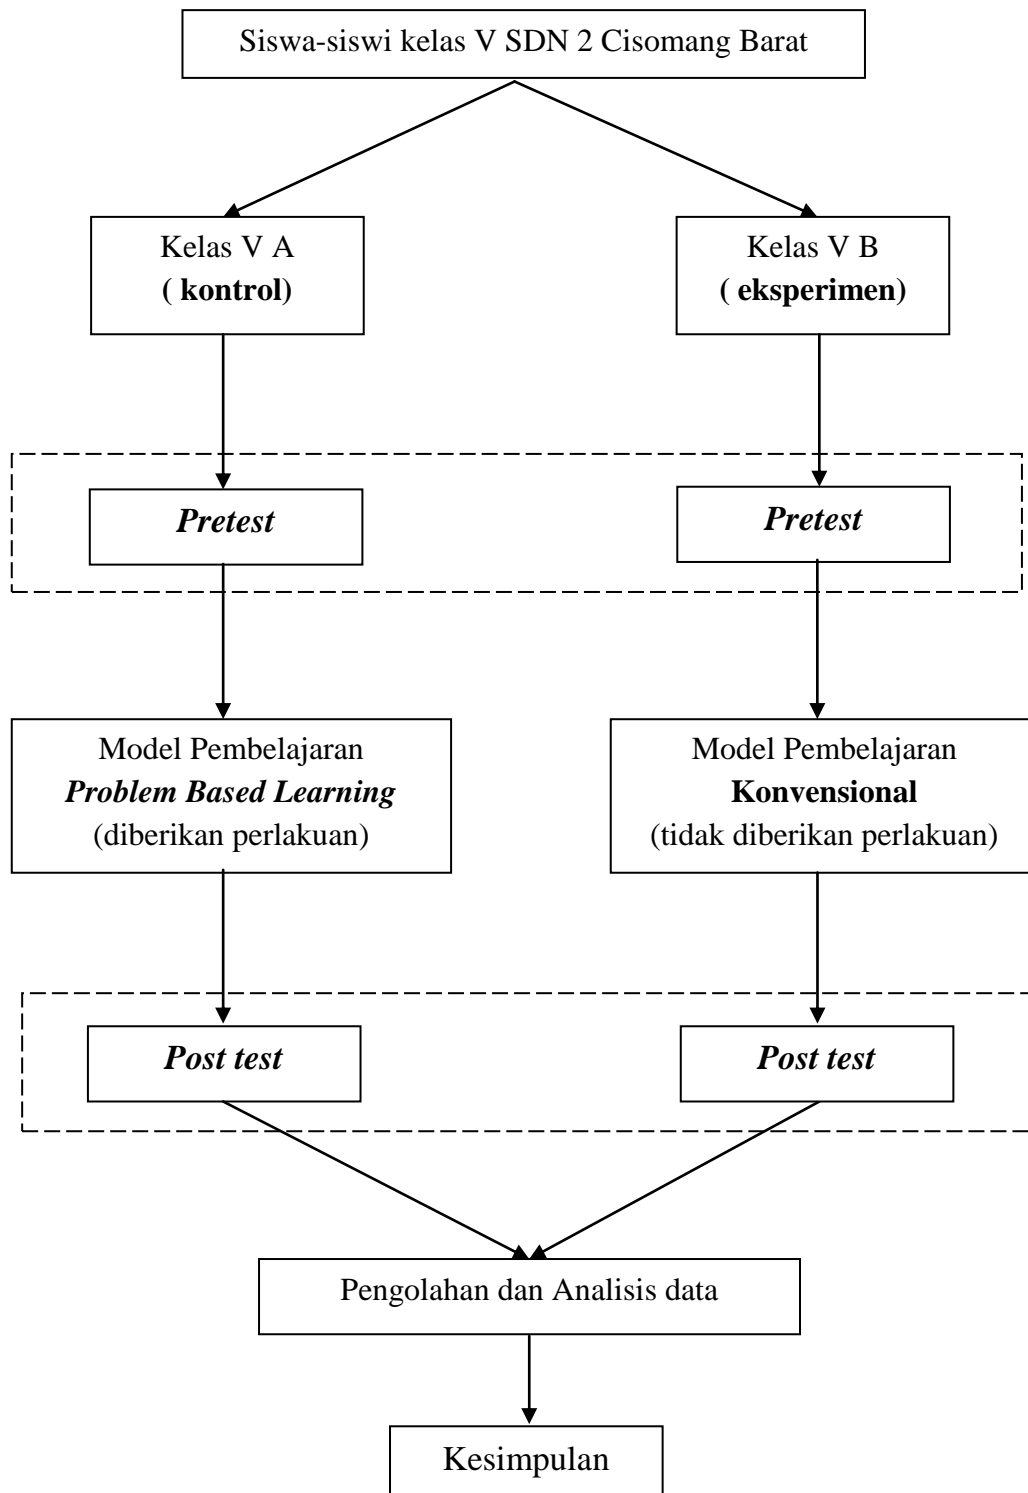 Siswa-siswi kelas V SDN 2 Cisomang Barat
Kelas V A
( kontrol)
Kelas V B
( eksperimen)
Pretest
Pretest
Model Pembelajaran
Problem Based Learning
(diberikan perlakuan)
Model Pembelajaran
Konvensional
(tidak diberikan perlakuan)
Post test
Post test
Pengolahan dan Analisis data
Kesimpulan